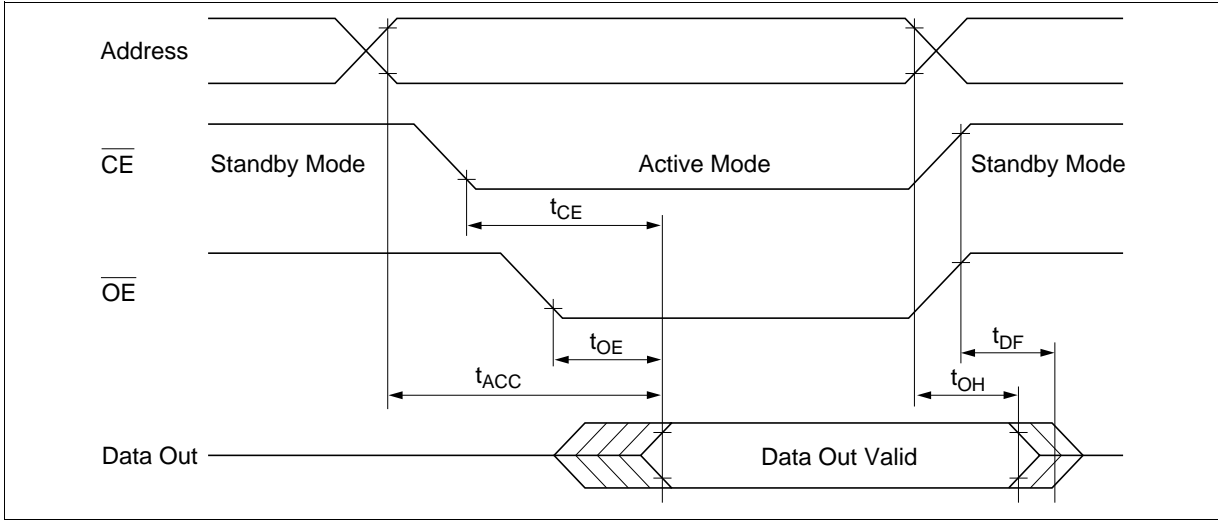 Address
CE
Standby Mode
Active Mode
Standby Mode
tCE
OE
tOE
tDF
tACC
tOH
Data Out
Data Out Valid